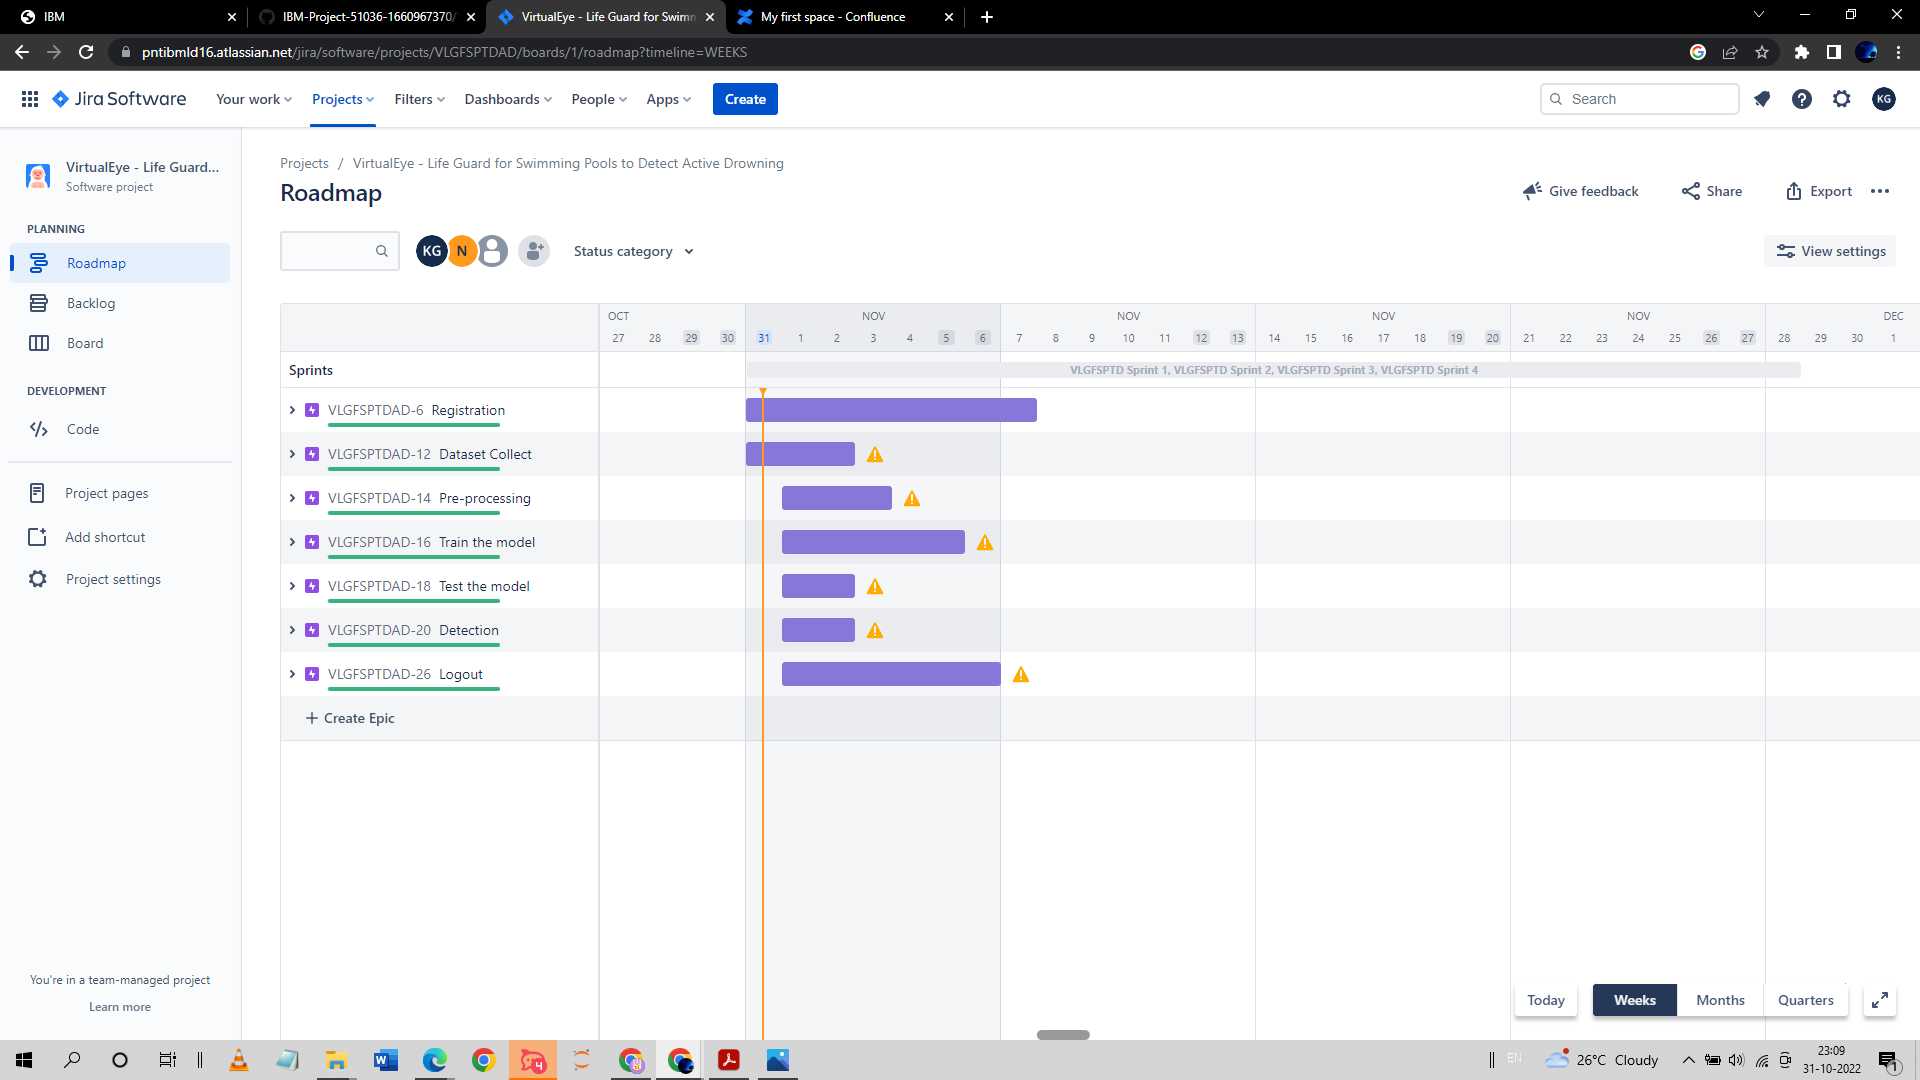 IBM
IBM-Project-51036-1660967370/
VirtualEye - Life Guard for Swimm
My first space - Confluence
pntibmld16.atlassian.net/jira/software/projects/VLGFSPTDAD/boards/1/roadmap?timeline=WEEKS
Jira Software
Your work
Projects
Filters
Dashboards
People
Apps
Create
Search
KG
VirtualEye - Life Guard...
Software project
PLANNING
Roadmap
Backlog
Board
DEVELOPMENT
Code
Project pages
Add shortcut
Project settings
You're in a team-managed project
Learn more
Projects / VirtualEye - Life Guard for Swimming Pools to Detect Active Drowning
Roadmap
Give feedback
Share
Export
KG N
Status category
View settings
OCT NOV NOV NOV NOV DEC
27 28 29 30 31 1 2 3 4 5 6 7 8 9 10 11 12 13 14 15 16 17 18 19 20 21 22 23 24 25 26 27 28 29 30 1
Sprints
VLGFSPTD Sprint 1, VLGFSPTD Sprint 2, VLGFSPTD Sprint 3, VLGFSPTD Sprint 4
VLGFSPTDAD-6 Registration
VLGFSPTDAD-12 Dataset Collect
VLGFSPTDAD-14 Pre-processing
VLGFSPTDAD-16 Train the model
VLGFSPTDAD-18 Test the model
VLGFSPTDAD-20 Detection
VLGFSPTDAD-26 Logout
+ Create Epic
Today
Weeks
Months
Quarters
4
EN
26°C Cloudy
23:09
31-10-2022
1